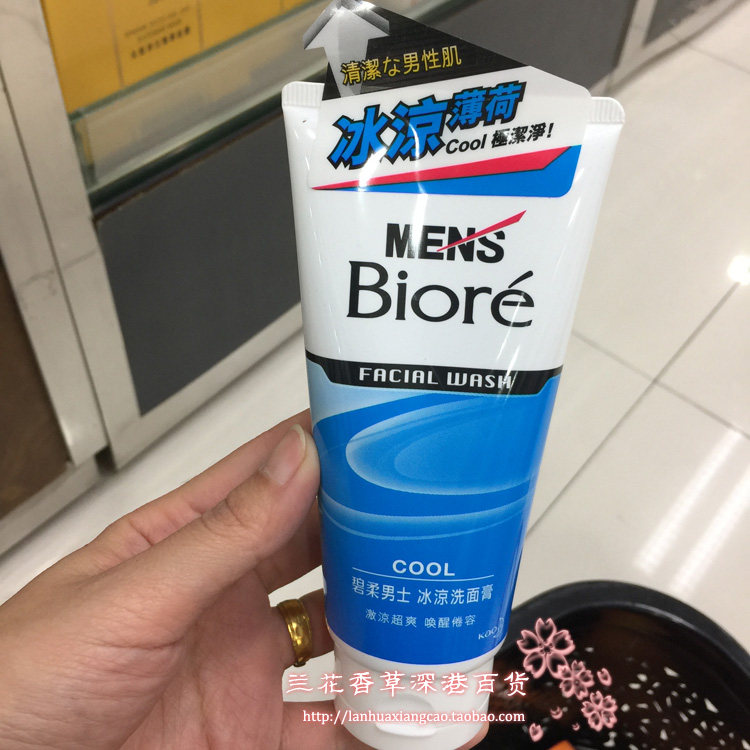 清潔な男性肌
冰涼薄荷
Cool 極潔淨!
MENS
Bioré
FACIAL WASH
COOL
碧柔男士 冰涼洗面膏
激涼超爽 喚醒倦容
兰花香草深港百货
http://lanhuaxiangcao.taobao.com